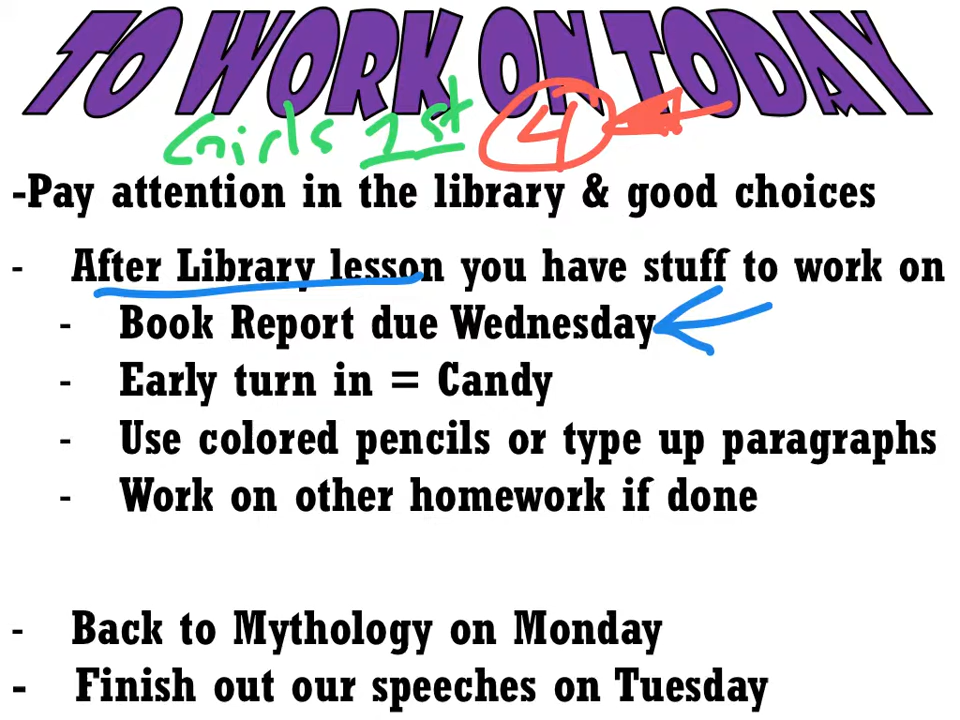 TO WORK ON TODAY
Girls 1st 4
-Pay attention in the library & good choices
- After Library lesson you have stuff to work on
- Book Report due Wednesday
- Early turn in = Candy
- Use colored pencils or type up paragraphs
- Work on other homework if done
- Back to Mythology on Monday
- Finish out our speeches on Tuesday